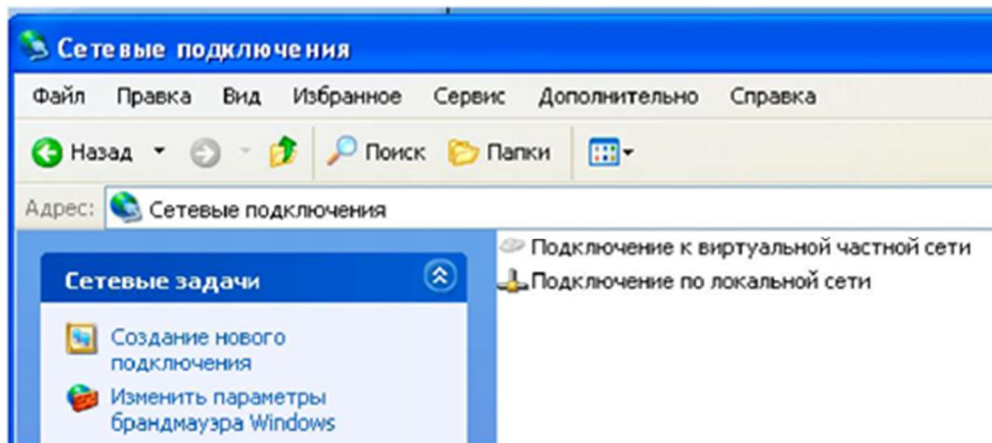 Сетевые подключения
Файл Правка Вид Избранное Сервис Дополнительно Справка
Назад Поиск Папки
Адрес: Сетевые подключения
Подключение к виртуальной частной сети
Подключение по локальной сети
Сетевые задачи
Создание нового
подключения
Изменить параметры
брандмауэра Windows